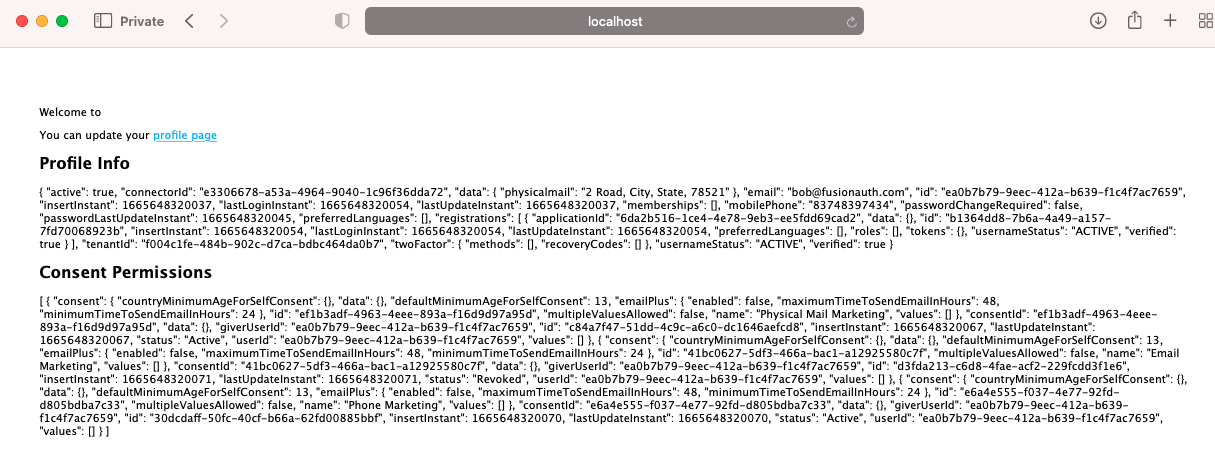 Private
localhost
Welcome to
You can update your profile page
Profile Info
{ "active": true, "connectorId": "e3306678-a53a-4964-9040-1c96f36dda72", "data": { "physicalmail": "2 Road, City, State, 78521" }, "email": "bob@fusionauth.com", "id": "ea0b7b79-9eec-412a-b639-f1c4f7ac7659",
"insertInstant": 1665648320037, "lastLoginInstant": 1665648320054, "lastUpdateInstant": 1665648320037, "memberships": [], "mobilePhone": "83748397434", "passwordChangeRequired": false,
"passwordLastUpdateInstant": 1665648320045, "preferredLanguages": [], "registrations": [ { "applicationId": "6da2b516-1ce4-4e78-9eb3-ee5fdd69cad2", "data": {}, "id": "b1364dd8-7b6a-4a49-a157-
7fd70068923b", "insertInstant": 1665648320054, "lastLoginInstant": 1665648320054, "lastUpdateInstant": 1665648320054, "preferredLanguages": [], "roles": [], "tokens": {}, "usernameStatus": "ACTIVE", "verified":
true } ], "tenantId": "f004c1fe-484b-902c-d7ca-bdbc464da0b7", "twoFactor": { "methods": [], "recoveryCodes": [] }, "usernameStatus": "ACTIVE", "verified": true }
Consent Permissions
[ { "consent": { "countryMinimumAgeForSelfConsent": {}, "data": {}, "defaultMinimumAgeForSelfConsent": 13, "emailPlus": { "enabled": false, "maximumTimeToSendEmailInHours": 48,
"minimumTimeToSendEmailInHours": 24 }, "id": "ef1b3adf-4963-4eee-893a-f16d9d97a95d", "multipleValuesAllowed": false, "name": "Physical Mail Marketing", "values": [] }, "consentId": "ef1b3adf-4963-4eee-
893a-f16d9d97a95d", "data": {}, "giverUserId": "ea0b7b79-9eec-412a-b639-f1c4f7ac7659", "id": "c84a7f47-51dd-4c9c-a6c0-dc1646aefcd8", "insertInstant": 1665648320067, "lastUpdateInstant":
1665648320067, "status": "Active", "userId": "ea0b7b79-9eec-412a-b639-f1c4f7ac7659", "values": [] }, { "consent": { "countryMinimumAgeForSelfConsent": {}, "data": {}, "defaultMinimumAgeForSelfConsent": 13,
"emailPlus": { "enabled": false, "maximumTimeToSendEmailInHours": 48, "minimumTimeToSendEmailInHours": 24 }, "id": "41bc0627-5df3-466a-bac1-a12925580c7f", "multipleValuesAllowed": false, "name": "Email
Marketing", "values": [] }, "consentId": "41bc0627-5df3-466a-bac1-a12925580c7f", "data": {}, "giverUserId": "ea0b7b79-9eec-412a-b639-f1c4f7ac7659", "id": "d3fda213-c6d8-4fae-acf2-229fcdd3f1e6",
"insertInstant": 1665648320071, "lastUpdateInstant": 1665648320071, "status": "Revoked", "userId": "ea0b7b79-9eec-412a-b639-f1c4f7ac7659", "values": [] }, { "consent": { "countryMinimumAgeForSelfConsent": {},
"data": {}, "defaultMinimumAgeForSelfConsent": 13, "emailPlus": { "enabled": false, "maximumTimeToSendEmailInHours": 48, "minimumTimeToSendEmailInHours": 24 }, "id": "e6a4e555-f037-4e77-92fd-
d805bdba7c33", "multipleValuesAllowed": false, "name": "Phone Marketing", "values": [] }, "consentId": "e6a4e555-f037-4e77-92fd-d805bdba7c33", "data": {}, "giverUserId": "ea0b7b79-9eec-412a-b639-
f1c4f7ac7659", "id": "30dcdaff-50fc-40cf-b66a-62fd00885bbf", "insertInstant": 1665648320070, "lastUpdateInstant": 1665648320070, "status": "Active", "userId": "ea0b7b79-9eec-412a-b639-f1c4f7ac7659",
"values": [] } ]